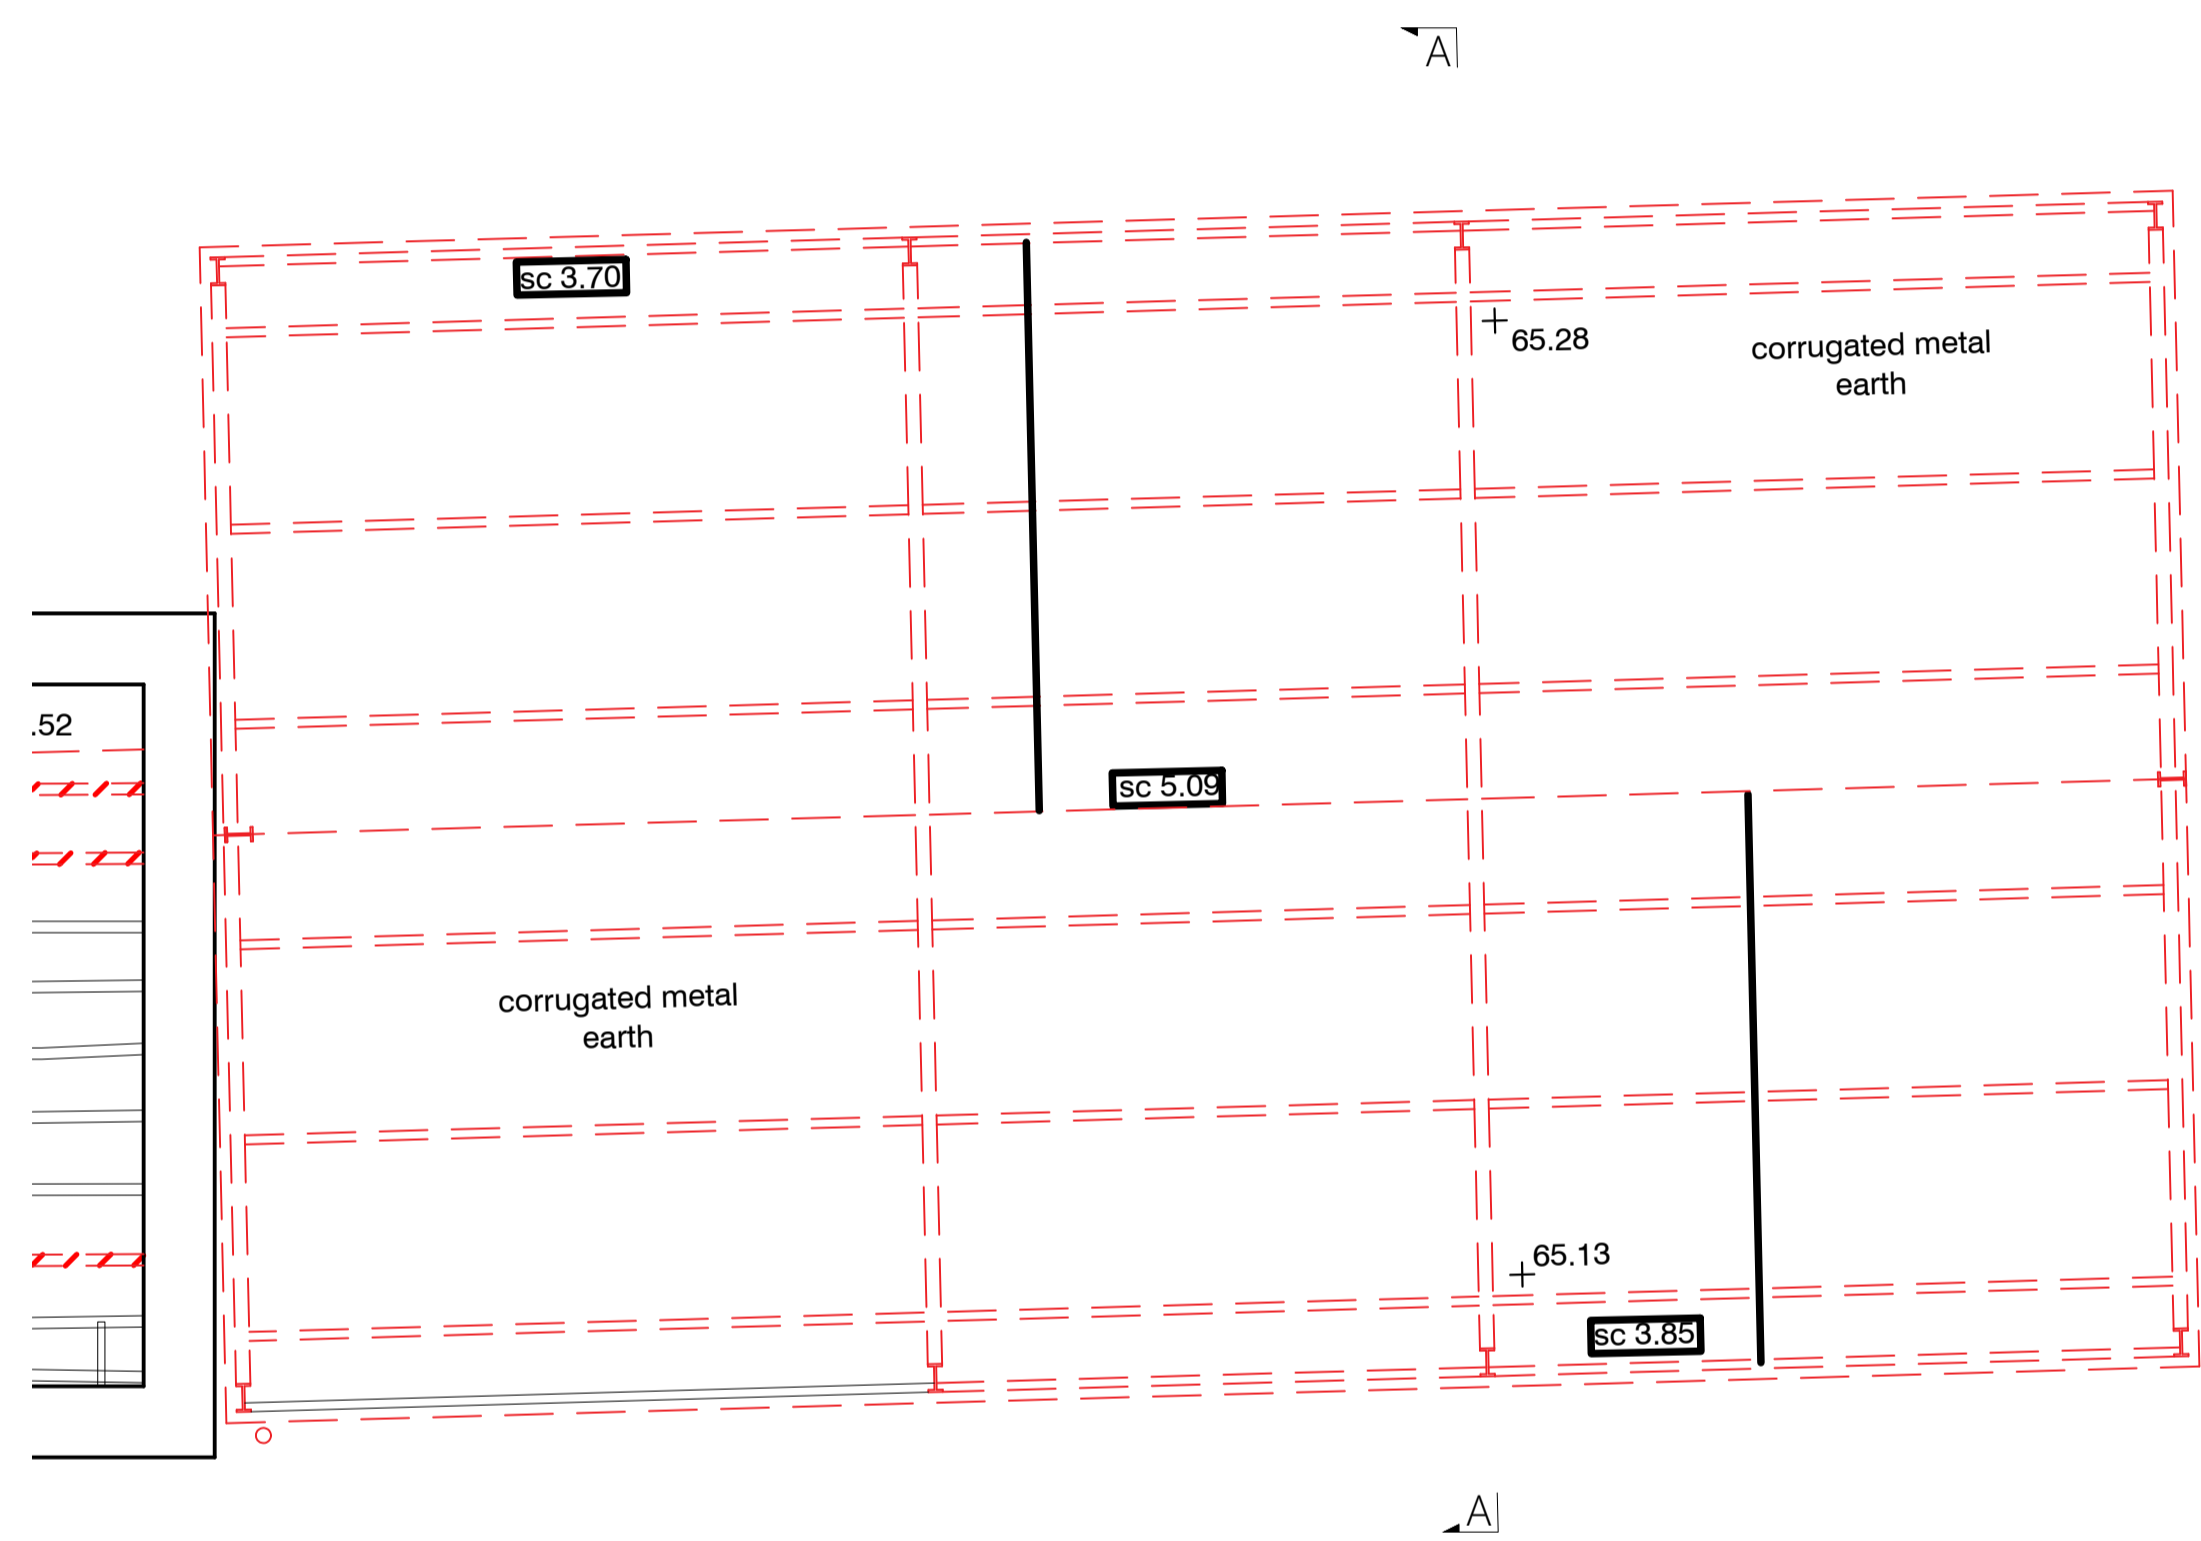 A
sc 3.70
65.28
corrugated metal
earth
.52
sc 5.09
corrugated metal
earth
65.13
sc 3.85
A